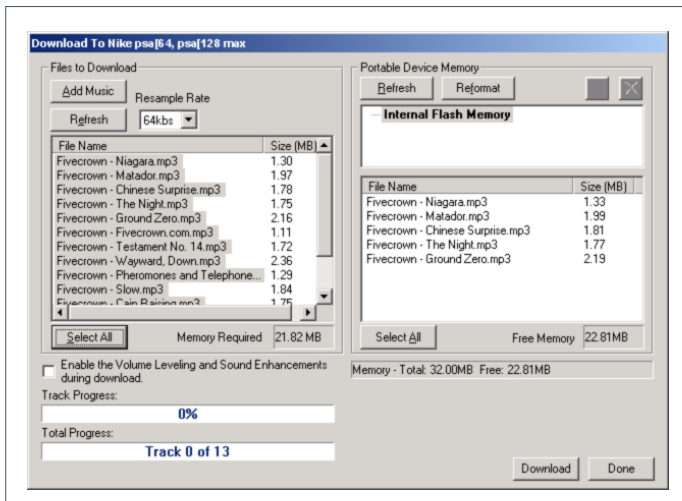 Download To Nike psa[64, psa[128 max
Files to Download
Add Music
Resample Rate
Refresh
64kbs
File Name Size (MB)
Fivecrown - Niagara.mp3 1.30
Fivecrown - Matador.mp3 1.97
Fivecrown - Chinese Surprise.mp3 1.78
Fivecrown - The Night.mp3 1.75
Fivecrown - Ground Zero.mp3 2.16
Fivecrown - Fivecrown.com.mp3 1.11
Fivecrown - Testament No. 14.mp3 1.72
Fivecrown - Wayward, Down.mp3 2.36
Fivecrown - Pheromones and Telephone... 1.29
Fivecrown - Slow.mp3 1.84
Fivecrown - Cain Raising.mp3 1.75
Select All Memory Required 21.82 MB
Enable the Volume Leveling and Sound Enhancements
during download.
Track Progress:
0%
Total Progress:
Track 0 of 13
Portable Device Memory
Refresh Reformat
Internal Flash Memory
File Name Size (MB)
Fivecrown - Niagara.mp3 1.33
Fivecrown - Matador.mp3 1.99
Fivecrown - Chinese Surprise.mp3 1.81
Fivecrown - The Night.mp3 1.77
Fivecrown - Ground Zero.mp3 2.19
Select All Free Memory 22.81MB
Memory - Total: 32.00MB Free: 22.81MB
Download Done